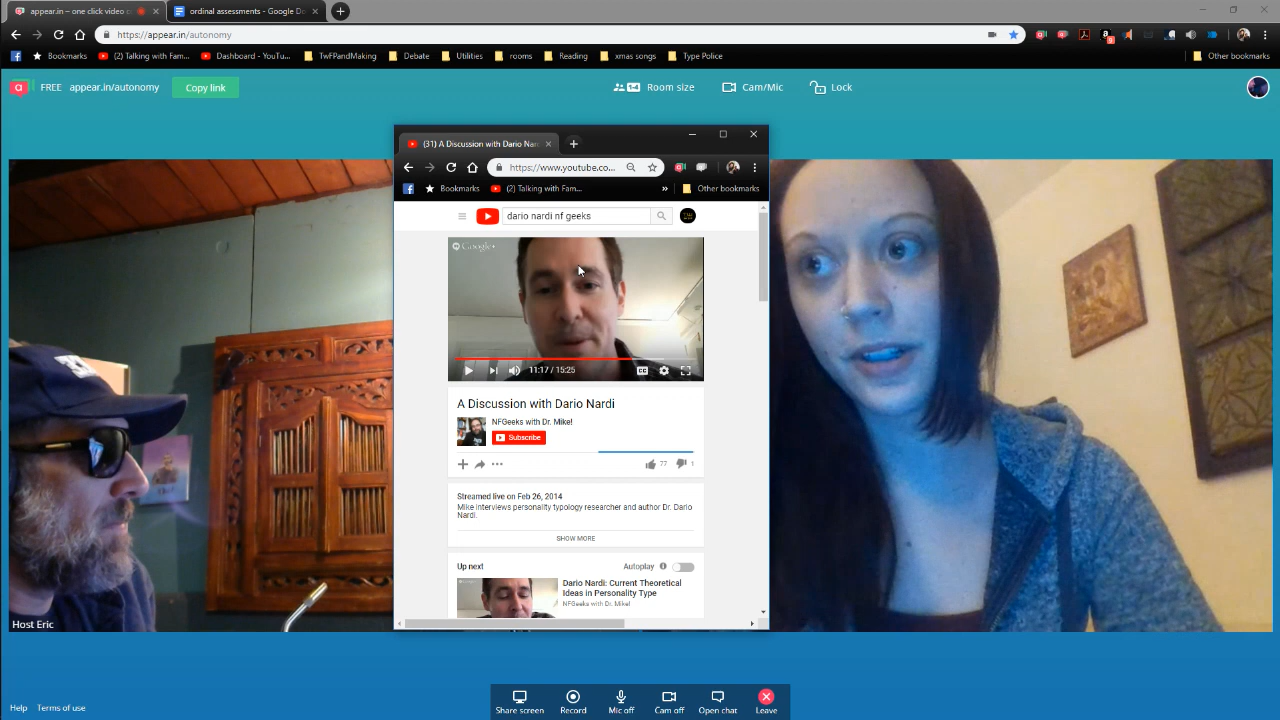 appear.in – one click video c
ordinal assessments - Google D
https://appear.in/autonomy
Bookmarks
(2) Talking with Fam...
Dashboard - YouTu...
TwFPandMaking
Debate
Utilities
rooms
Reading
xmas songs
Type Police
Other bookmarks
FREE
appear.in/autonomy
Copy link
Room size
Cam/Mic
Lock
(31) A Discussion with Dario Nar
https://www.youtube.co...
Bookmarks
(2) Talking with Fam...
»
Other bookmarks
dario nardi nf geeks
Google+
11:17 / 15:25
CC
A Discussion with Dario Nardi
NFGeeks with Dr. Mike!
Subscribe
77
1
Streamed live on Feb 26, 2014
Mike interviews personality typology researcher and author Dr. Dario
Nardi.
SHOW MORE
Up next
Autoplay
Dario Nardi: Current Theoretical
Ideas in Personality Type
NFGeeks with Dr. Mike!
Host Eric
Share screen
Record
Mic off
Cam off
Open chat
Leave
Help
Terms of use